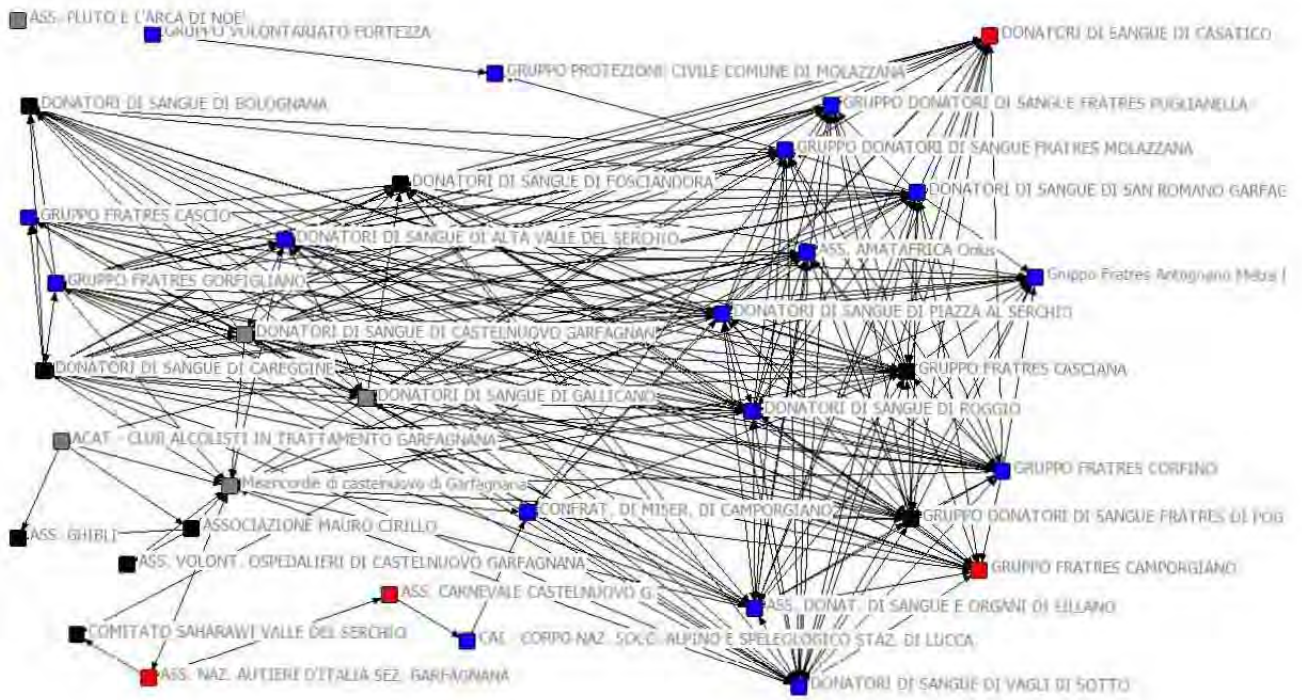 ASS. PLUTO E L'ARCA DI NOE'
GRUPPO VOLONTARIATO FORTEZZA
DONATORI DI SANGUE DI CASATICO
GRUPPO PROTEZIONE CIVILE COMUNE DI MOLAZZANA
DONATORI DI SANGUE DI BOLOGNANA
GRUPPO DONATORI DI SANGUE FRATRES PUGLIANELLA
GRUPPO DONATORI DI SANGUE FRATRES MOLAZZANA
DONATORI DI SANGUE DI FOSCIANDORA
DONATORI DI SANGUE DI SAN ROMANO GARFAG
GRUPPO FRATRES CASCIO
DONATORI DI SANGUE DI ALTA VALLE DEL SERCHIO
ASS. AMATAFRICA Onlus
GRUPPO FRATRES GORFIGLIANO
Gruppo Fratres Antognano Metra
DONATORI DI SANGUE DI PIAZZA AL SERCHIO
DONATORI DI SANGUE DI CASTELNUOVO GARFAGNANA
DONATORI DI SANGUE DI CAREGGINE
GRUPPO FRATRES CASCIANA
DONATORI DI SANGUE DI GALLICANO
DONATORI DI SANGUE DI ROGGIO
ACAT - CLUB ALCOLISTI IN TRATTAMENTO GARFAGNANA
GRUPPO FRATRES CORFINO
Misericordie di castelnuovo di Garfagnana
CONFRAT. DI MISER. DI CAMPORGIANO
GRUPPO DONATORI DI SANGUE FRATRES DI POG
ASSOCIAZIONE MAURO CIRILLO
ASS. GHIBLI
ASS. VOLONT. OSPEDALIERI DI CASTELNUOVO GARFAGNANA
GRUPPO FRATRES CAMPORGIANO
ASS. CARNEVALE CASTELNUOVO G.
ASS. DONAT. DI SANGUE E ORGANI DI SILLANO
COMITATO SAHARAWI VALLE DEL SERCHIO
CAI - CORPO NAZ. SOCC. ALPINO E SPELEOLOGICO STAZ. DI LUCCA
ASS. NAZ. AUTIERI D'ITALIA SEZ. GARFAGNANA
DONATORI DI SANGUE DI VAGLI DI SOTTO